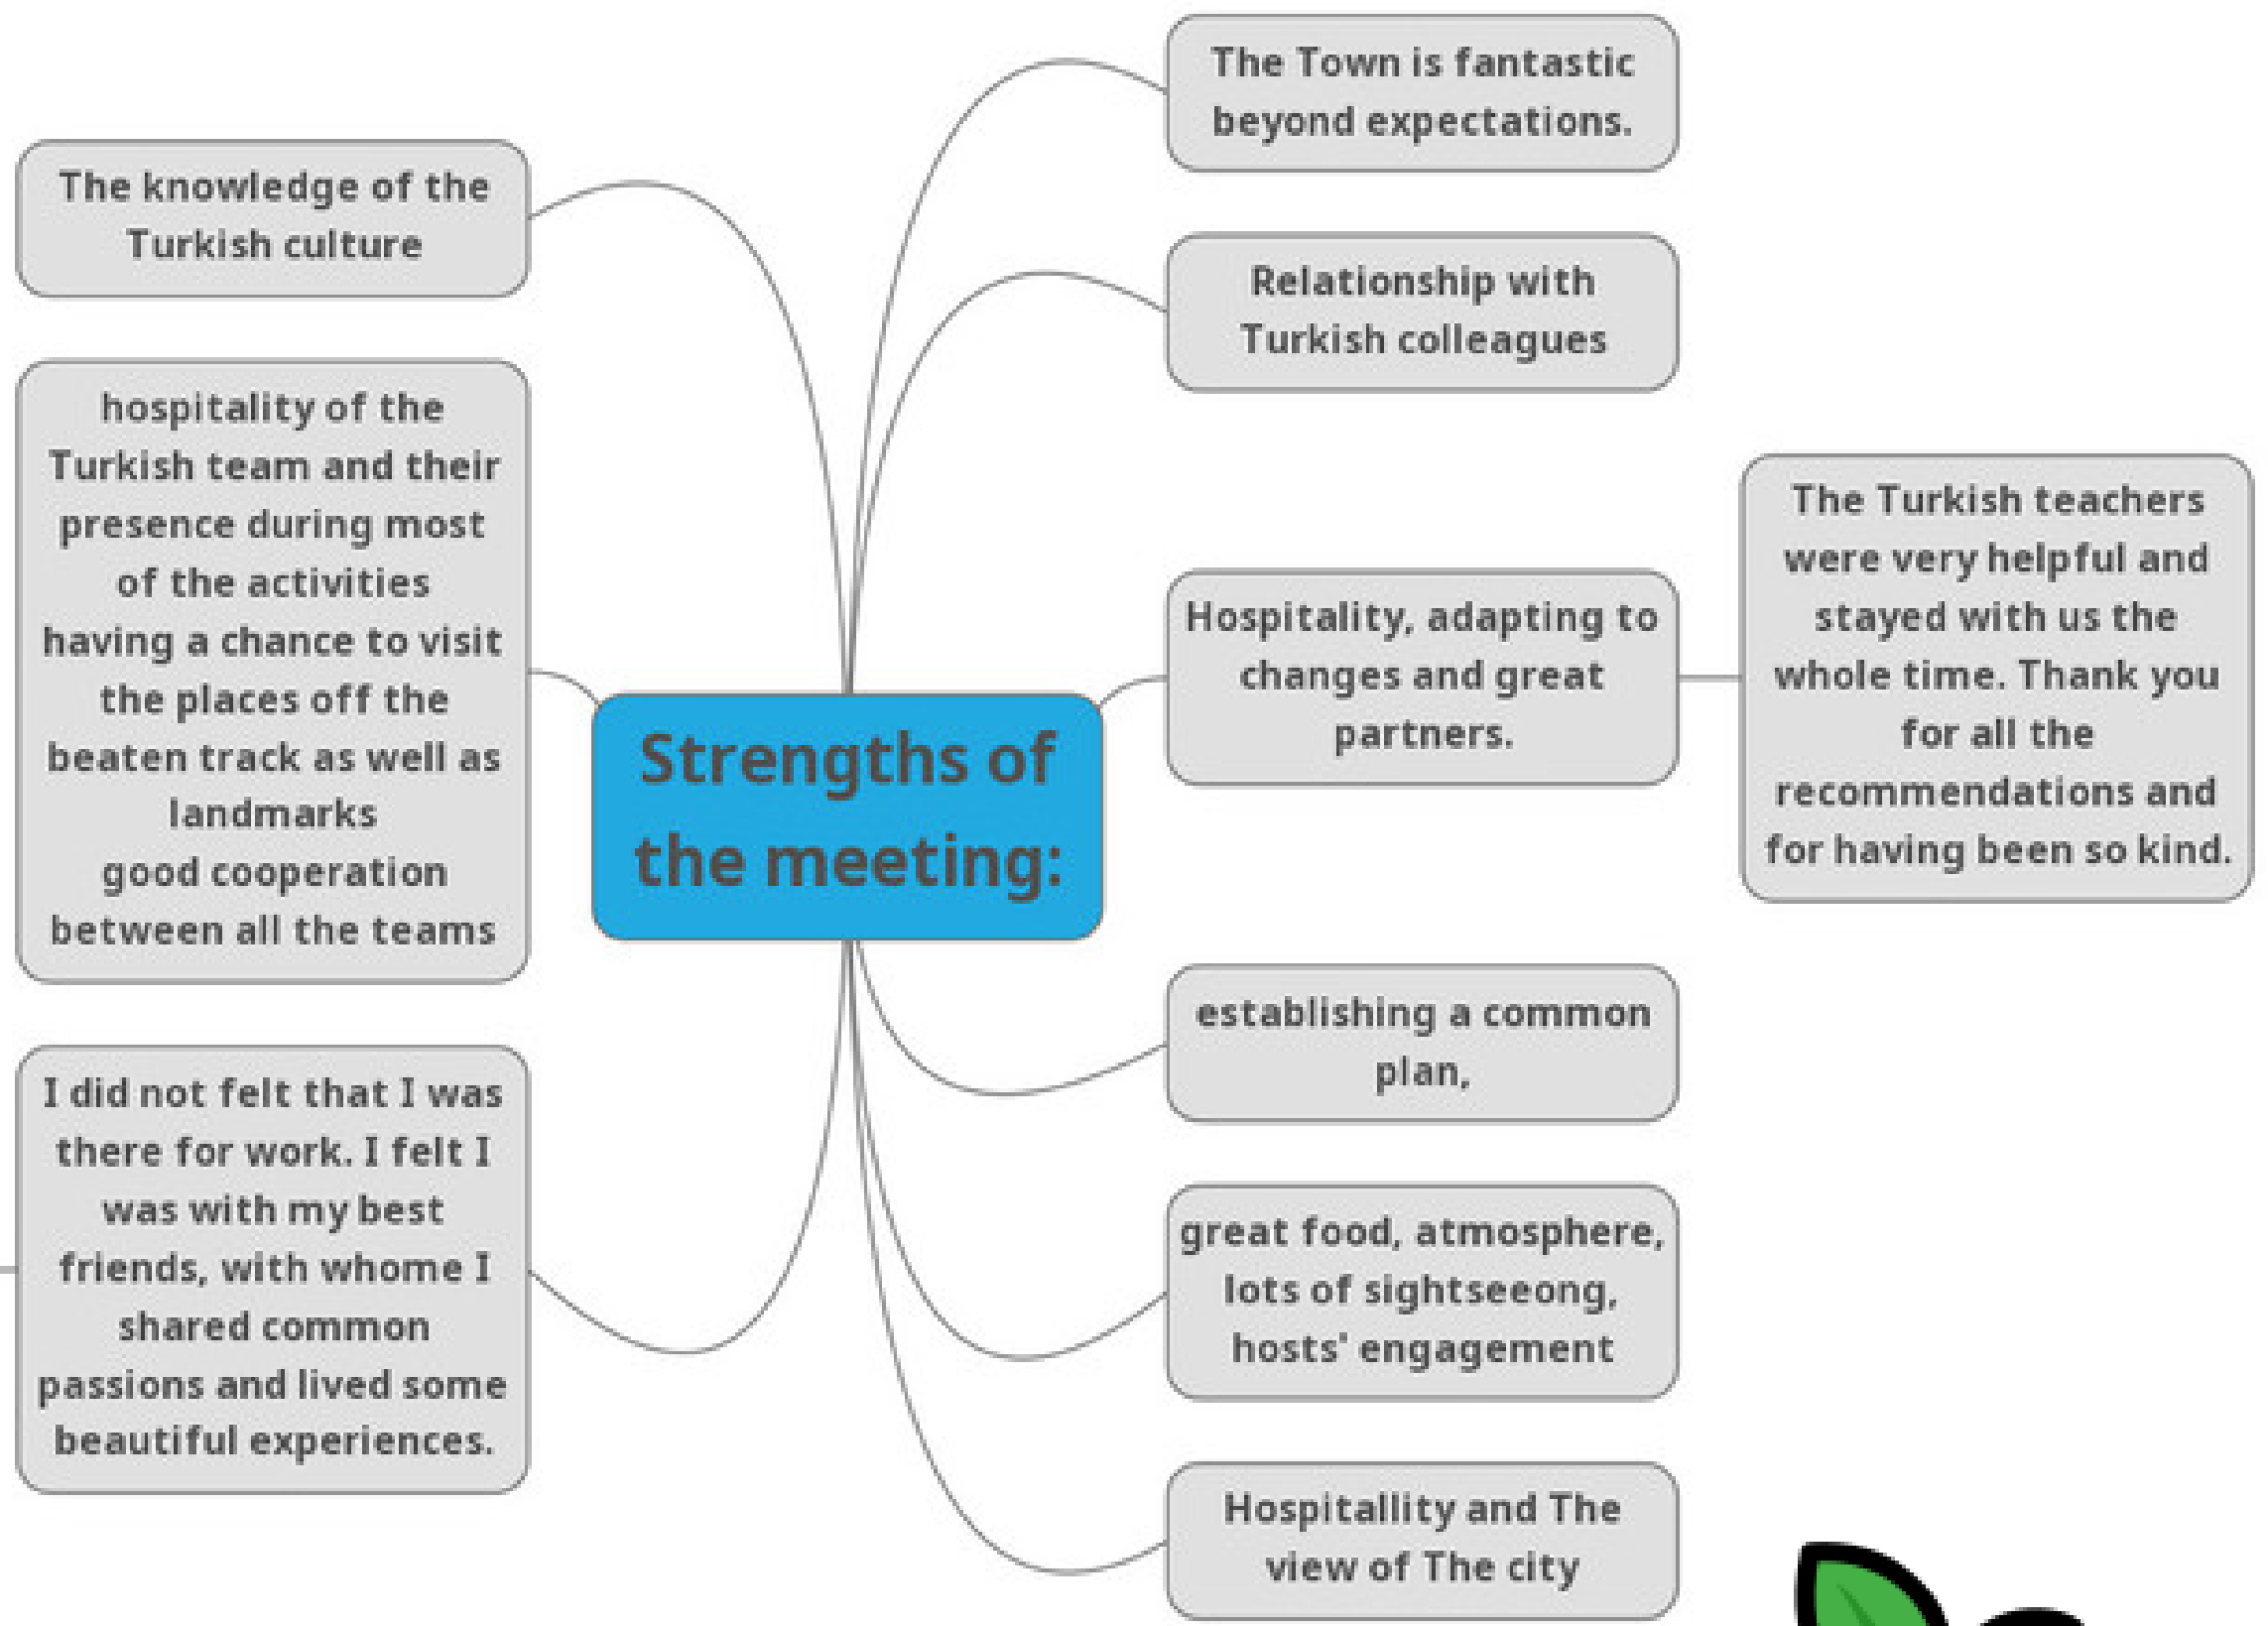 The Town is fantastic
beyond expectations.
The knowledge of the
Turkish culture
Relationship with
Turkish colleagues
hospitality of the
Turkish team and their
presence during most
of the activities
having a chance to visit
the places off the
beaten track as well as
landmarks
good cooperation
between all the teams
Hospitality, adapting to
changes and great
partners.
The Turkish teachers
were very helpful and
stayed with us the
whole time. Thank you
for all the
recommendations and
for having been so kind.
Strengths of
the meeting:
establishing a common
plan,
I did not felt that I was
there for work. I felt I
was with my best
friends, with whome I
shared common
passions and lived some
beautiful experiences.
great food, atmosphere,
lots of sightseeong,
hosts' engagement
Hospitallity and The
view of The city